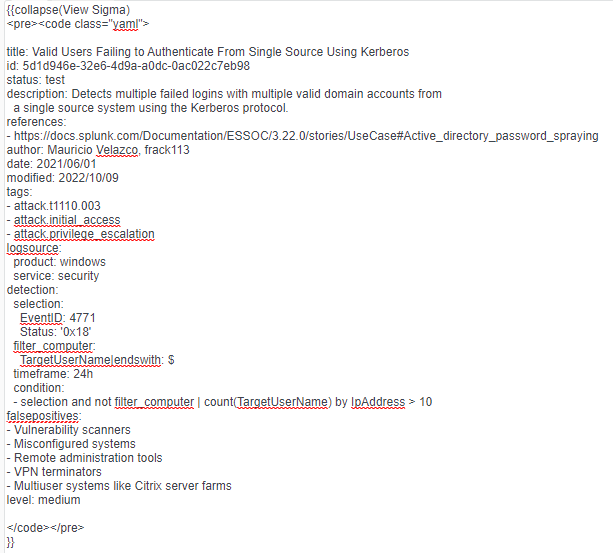 {{collapse(View Sigma)
<pre><code class="yaml">

title: Valid Users Failing to Authenticate From Single Source Using Kerberos
id: 5d1d946e-32e6-4d9a-a0dc-0ac022c7eb98
status: test
description: Detects multiple failed logins with multiple valid domain accounts from
  a single source system using the Kerberos protocol.
references:
- https://docs.splunk.com/Documentation/ESSOC/3.22.0/stories/UseCase#Active_directory_password_spraying
author: Mauricio Velazco, frack113
date: 2021/06/01
modified: 2022/10/09
tags:
- attack.t1110.003
- attack.initial_access
- attack.privilege_escalation
logsource:
  product: windows
  service: security
detection:
  selection:
    EventID: 4771
    Status: '0x18'
  filter_computer:
    TargetUserName|endswith: $
  timeframe: 24h
  condition:
  - selection and not filter_computer | count(TargetUserName) by IpAddress > 10
falsepositives:
- Vulnerability scanners
- Misconfigured systems
- Remote administration tools
- VPN terminators
- Multiuser systems like Citrix server farms
level: medium

</code></pre>
}}